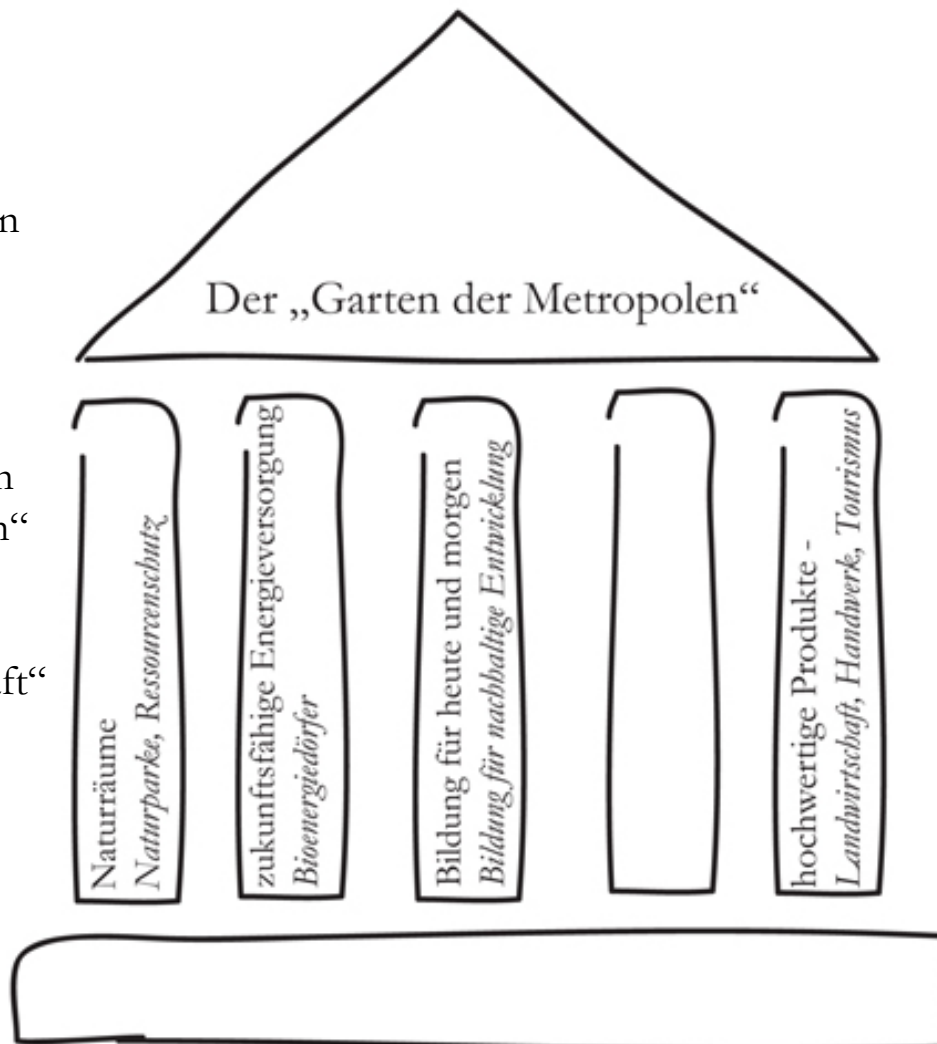 n
Der „Garten der Metropolen“
n
n“
ft“
Naturräume
Naturparke, Ressourcenschutz
zukunftsfähige Energieversorgung
Bioenergiedörfer
Bildung für heute und morgen
Bildung für nachhaltige Entwicklung
hochwertige Produkte -
Landwirtschaft, Handwerk, Tourismus